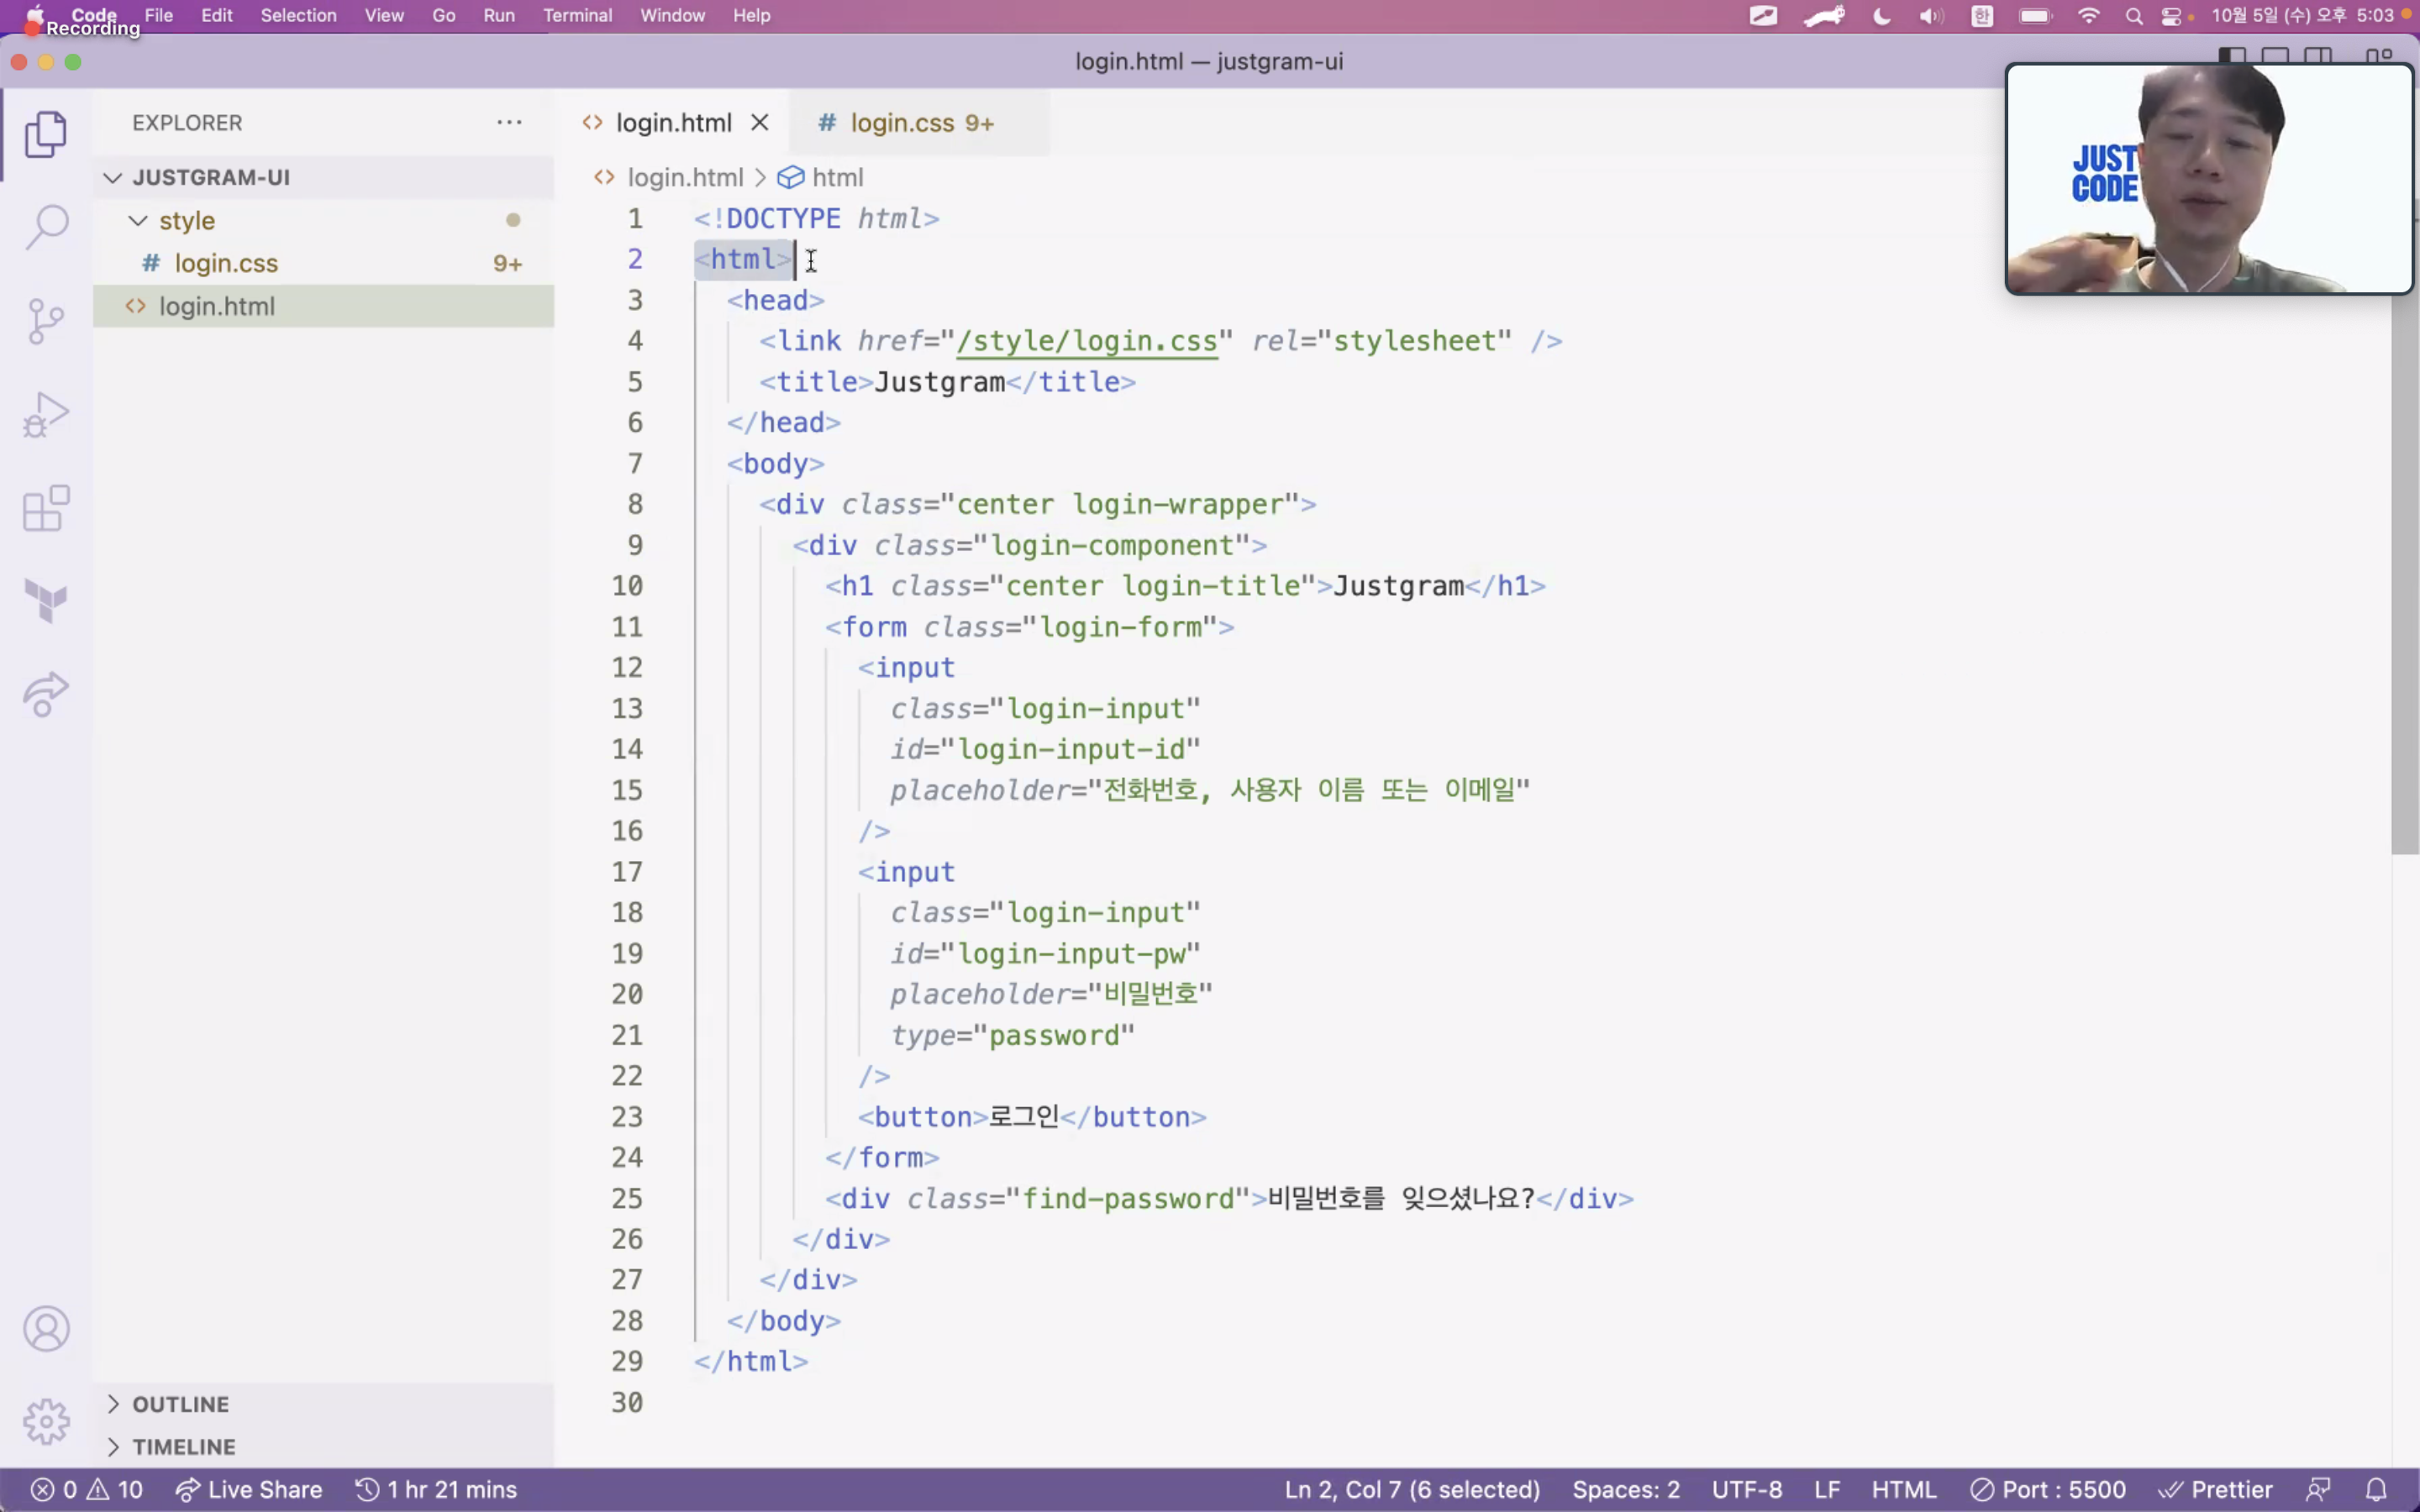 Code File Edit Selection View Go Run Terminal Window Help
한 10월 5일 (수) 오후 5:03
Recording
login.html — justgram-ui
EXPLORER ···
login.html
# login.css 9+
JUSTGRAM-UI
login.html > html
style
# login.css 9+
login.html
JUST
CODE
1 <!DOCTYPE html>
2 <html>
3 <head>
4 <link href="/style/login.css" rel="stylesheet" />
5 <title>Justgram</title>
6 </head>
7 <body>
8 <div class="center login-wrapper">
9 <div class="login-component">
10 <h1 class="center login-title">Justgram</h1>
11 <form class="login-form">
12 <input
13 class="login-input"
14 id="login-input-id"
15 placeholder="전화번호, 사용자 이름 또는 이메일"
16 />
17 <input
18 class="login-input"
19 id="login-input-pw"
20 placeholder="비밀번호"
21 type="password"
22 />
23 <button>로그인</button>
24 </form>
25 <div class="find-password">비밀번호를 잊으셨나요?</div>
26 </div>
27 </div>
28 </body>
29 </html>
30
OUTLINE
TIMELINE
0 10 Live Share 1 hr 21 mins Ln 2, Col 7 (6 selected) Spaces: 2 UTF-8 LF HTML Port : 5500 Prettier